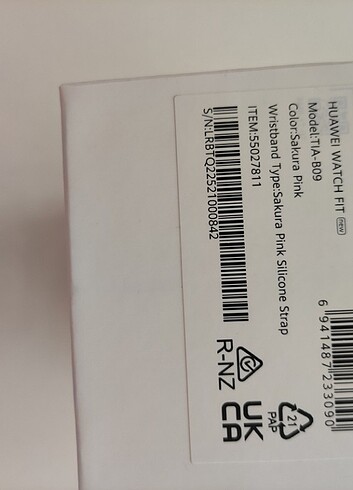 HUAWEI WATCH FIT new
Model:TIA-B09
Color:Sakura Pink
Wristband Type:Sakura Pink Silicone Strap
ITEM:55027811
S/N:LRBTQ22521000842
6 941487 233090
R-NZ
UK
CA
21
PAP